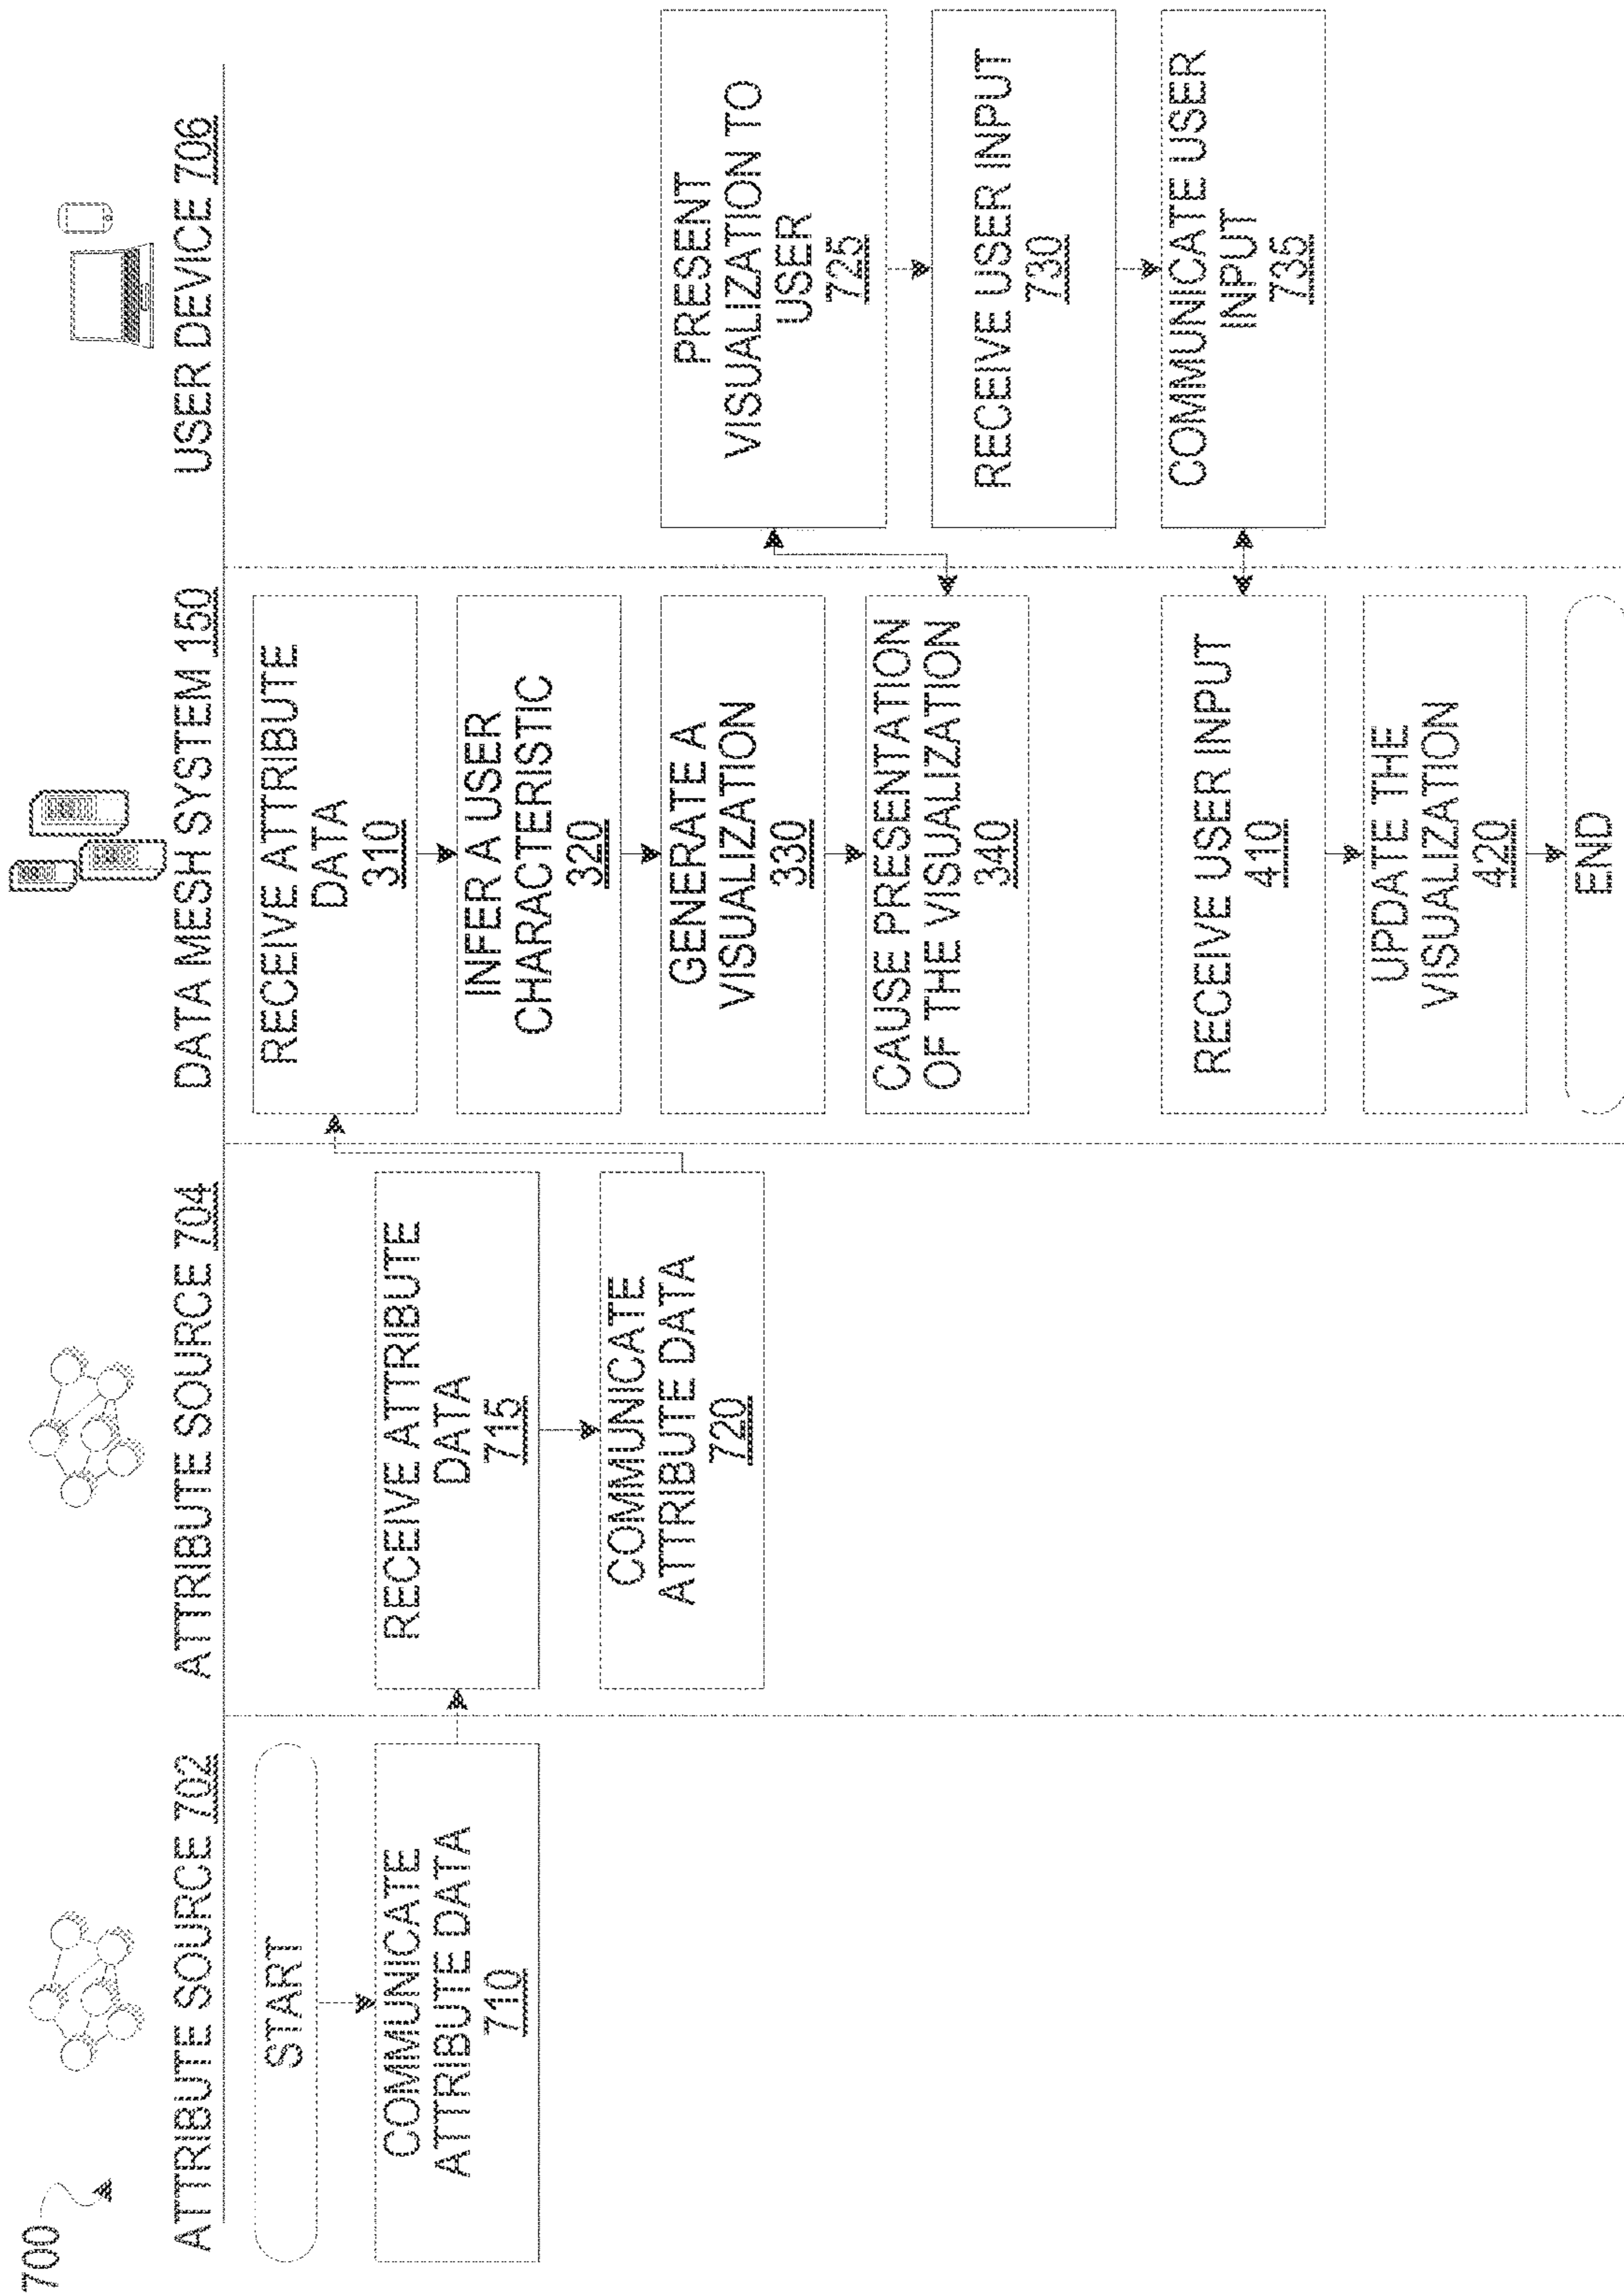 700
ATTRIBUTE SOURCE 702
ATTRIBUTE SOURCE 704
DATA MESH SYSTEM 150
USER DEVICE 706
START
COMMUNICATE
ATTRIBUTE DATA
710
RECEIVE ATTRIBUTE
DATA
715
COMMUNICATE
ATTRIBUTE DATA
720
RECEIVE ATTRIBUTE
DATA
310
INFER A USER
CHARACTERISTIC
320
GENERATE A
VISUALIZATION
330
CAUSE PRESENTATION
OF THE VISUALIZATION
340
RECEIVE USER INPUT
410
UPDATE THE
VISUALIZATION
420
END
PRESENT
VISUALIZATION TO
USER
725
RECEIVE USER INPUT
730
COMMUNICATE USER
INPUT
735